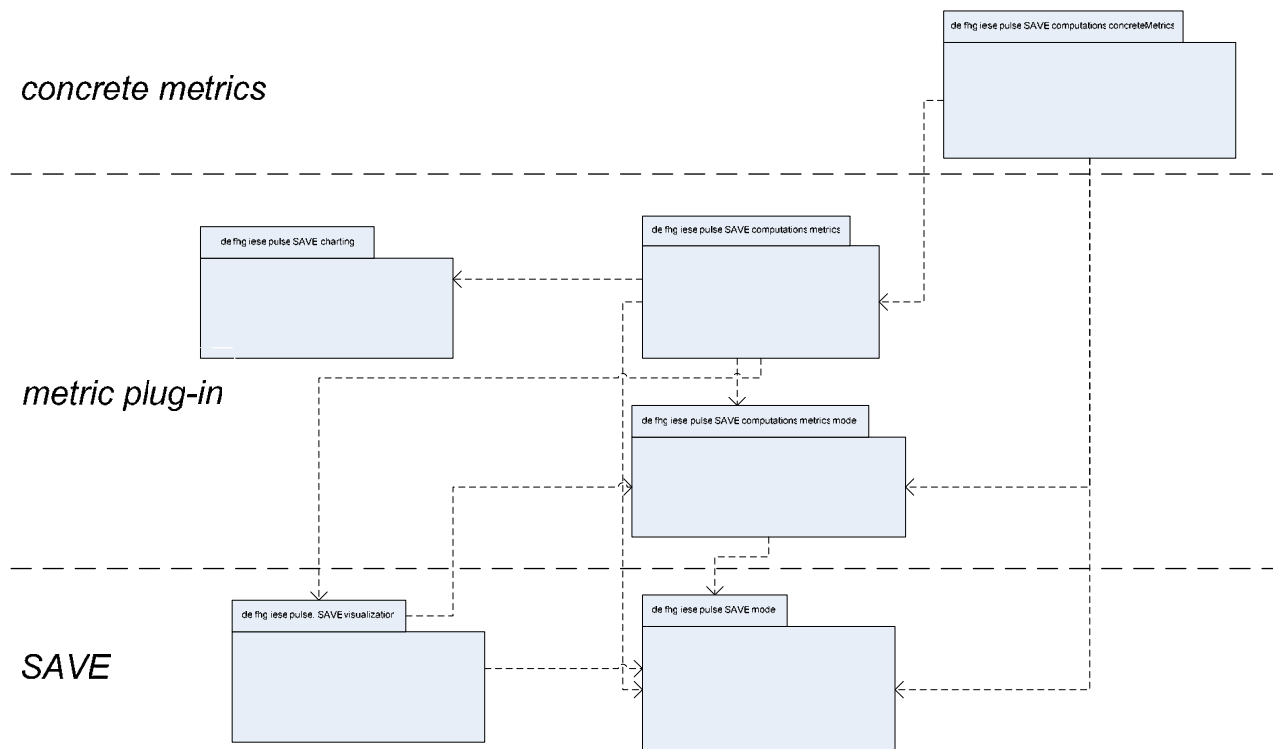 de fhg iese pulse SAVE computations concreteMetrics
concrete metrics
de fhg iese pulse SAVE charting
de fhg iese pulse SAVE computations metrics
metric plug-in
de fhg iese pulse SAVE computations metrics mode
de fhg iese pulse. SAVE visualization
de fhg iese pulse SAVE mode
SAVE